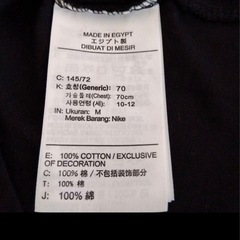 MADE IN EGYPT
エジプト製
DIBUAT DI MESIR
C: 145/72
K: 호칭(Generic): 70
가슴둘레(Chest): 70cm
사용연령 (세): 10-12
IN: Ukuran: M
Merek Barang: Nike
E: 100% COTTON / EXCLUSIVE
OF DECORATION
C: 100% 棉 / 不包括装饰部分
T: 100% 棉
J: 100% 綿